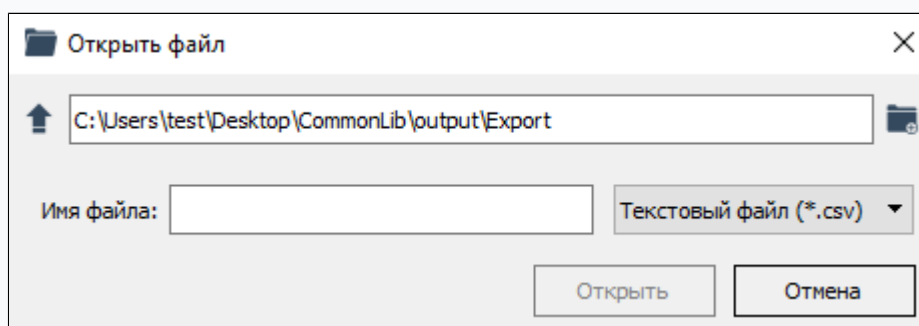 Открыть файл
C:\Users\test\Desktop\CommonLib\output\Export
Имя файла: Текстовый файл (*.csv)
Открыть Отмена